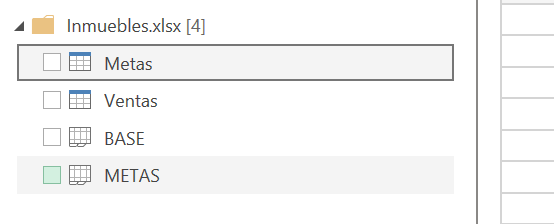 Inmuebles.xlsx [4]
Metas
Ventas
BASE
METAS